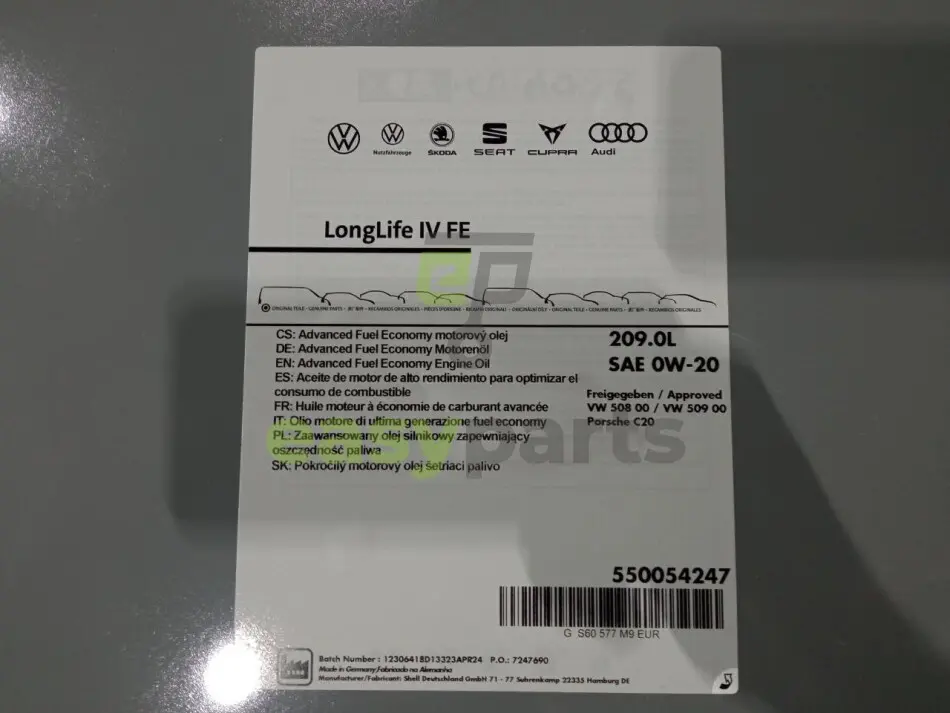 Nutzfahrzeuge
ŠKODA
SEAT
CUPRA
Audi
LongLife IV FE
ep
CS: Advanced Fuel Economy motorový olej
DE: Advanced Fuel Economy Motorenöl
EN: Advanced Fuel Economy Engine Oil
ES: Aceite de motor de alto rendimiento para optimizar el
consumo de combustible
FR: Huile moteur à économie de carburant avancée
IT: Olio motore di ultima generazione fuel economy
PL: Zaawansowany olej silnikowy zapewniający
oszczędność paliwa
SK: Pokročilý motorový olej šetriaci palivo
209.0L
SAE 0W-20
Freigegeben / Approved
VW 508 00 / VW 509 00
Porsche C20
easyparts
550054247
G S60 577 M9 EUR
Batch Number : 12306418D13323APR24 P.O.: 7247690
Made in Germany/Fabricado na Alemanha
Manufacturer/Fabricant: Shell Deutschland GmbH 71 - 77 Suhrenkamp 22335 Hamburg DE